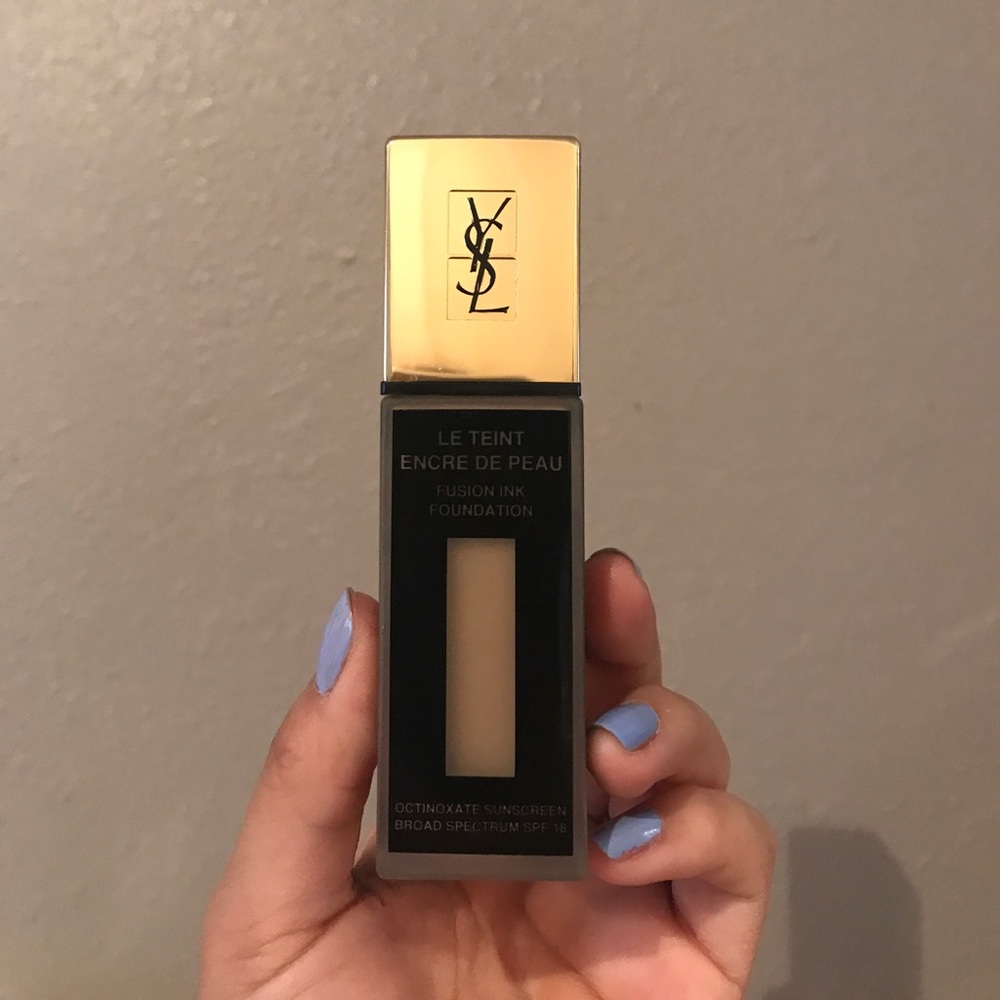 YSL
LE TEINT
ENCRE DE PEAU
FUSION INK
FOUNDATION
OCTINOXATE SUNSCREEN
BROAD SPECTRUM SPF 18